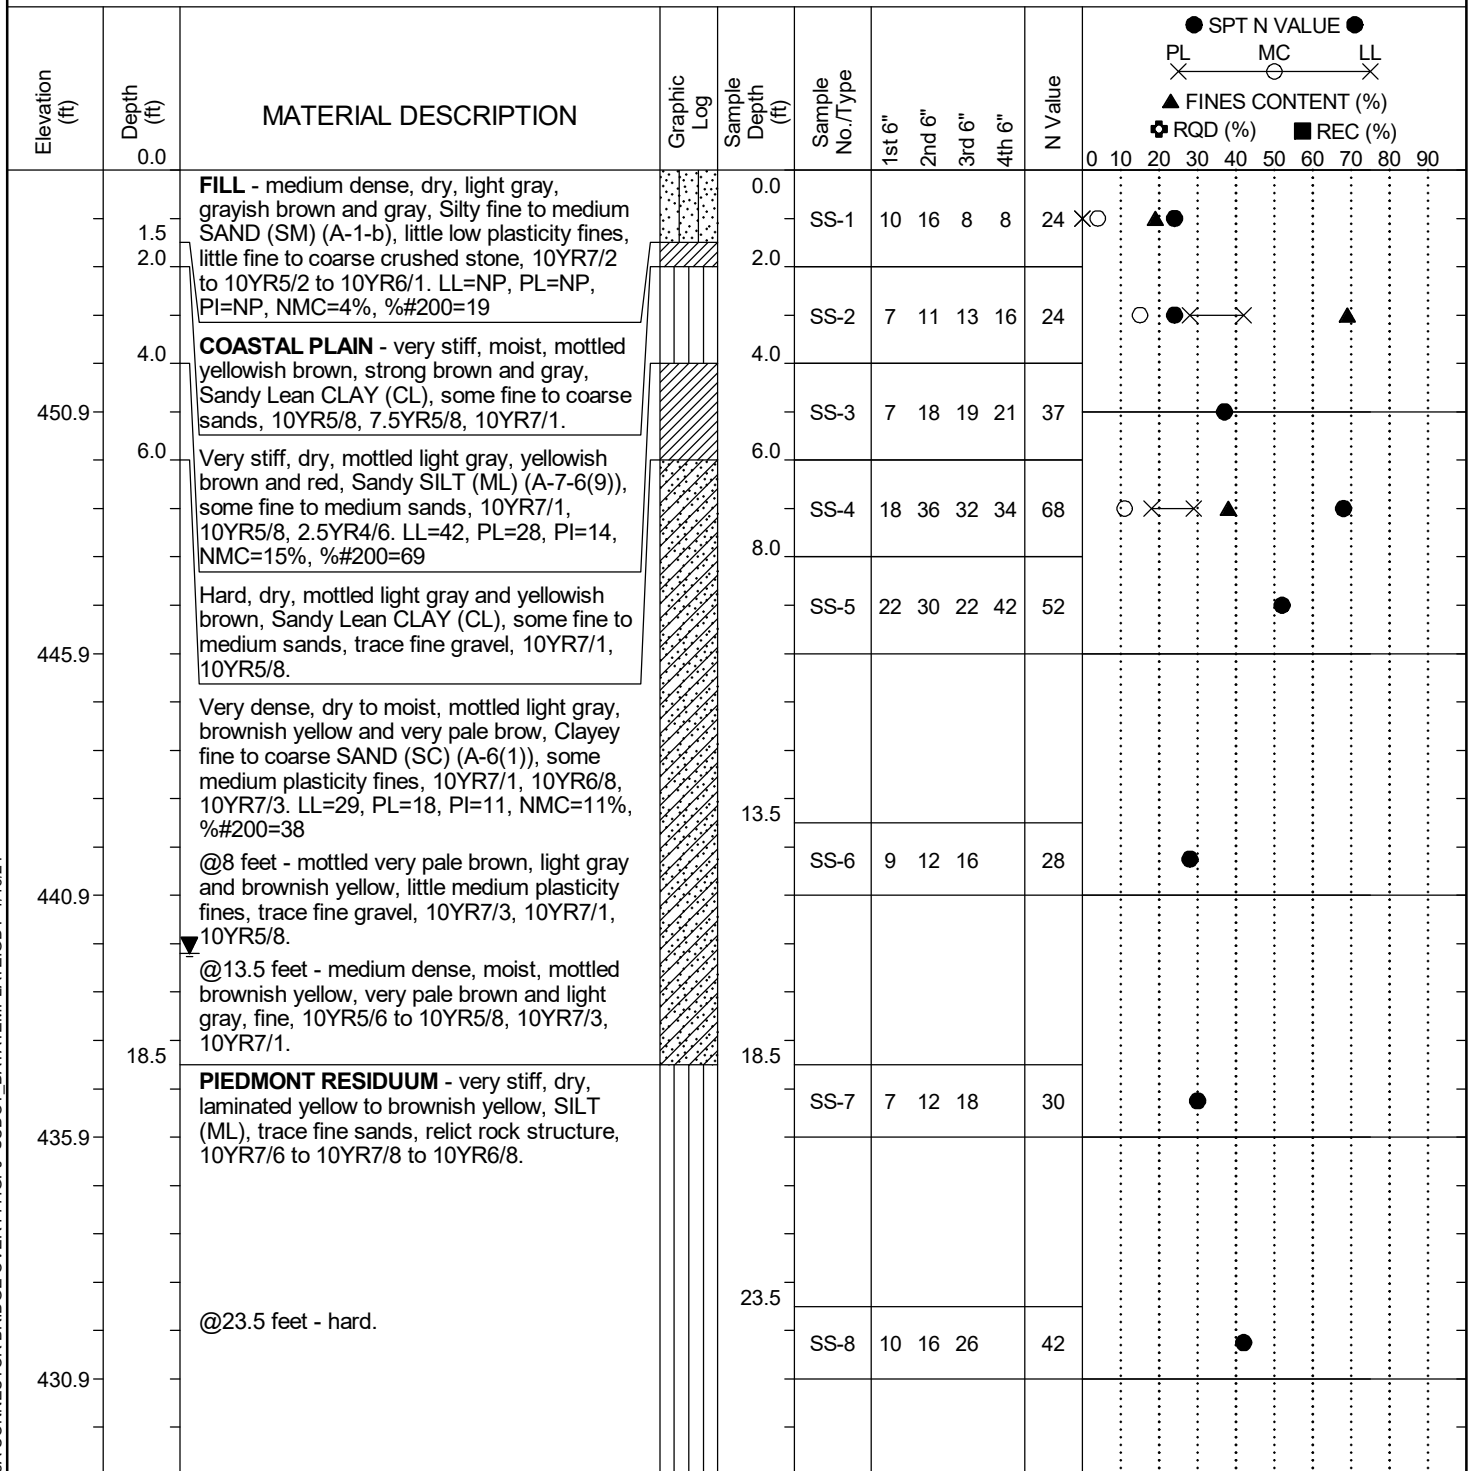 Elevation (ft)
Depth (ft)
0.0
MATERIAL DESCRIPTION
Graphic Log
Sample Depth (ft)
Sample No./Type
1st 6"
2nd 6"
3rd 6"
4th 6"
N Value
SPT N VALUE
PL MC LL
FINES CONTENT (%)
RQD (%) REC (%)
0 10 20 30 40 50 60 70 80 90
FILL - medium dense, dry, light gray,
grayish brown and gray, Silty fine to medium
SAND (SM) (A-1-b), little low plasticity fines,
little fine to coarse crushed stone, 10YR7/2
to 10YR5/2 to 10YR6/1. LL=NP, PL=NP,
PI=NP, NMC=4%, %#200=19
COASTAL PLAIN - very stiff, moist, mottled
yellowish brown, strong brown and gray,
Sandy Lean CLAY (CL), some fine to coarse
sands, 10YR5/8, 7.5YR5/8, 10YR7/1.
Very stiff, dry, mottled light gray, yellowish
brown and red, Sandy SILT (ML) (A-7-6(9)),
some fine to medium sands, 10YR7/1,
10YR5/8, 2.5YR4/6. LL=42, PL=28, PI=14,
NMC=15%, %#200=69
Hard, dry, mottled light gray and yellowish
brown, Sandy Lean CLAY (CL), some fine to
medium sands, trace fine gravel, 10YR7/1,
10YR5/8.
Very dense, dry to moist, mottled light gray,
brownish yellow and very pale brow, Clayey
fine to coarse SAND (SC) (A-6(1)), some
medium plasticity fines, 10YR7/1, 10YR6/8,
10YR7/3. LL=29, PL=18, PI=11, NMC=11%,
%#200=38
@8 feet - mottled very pale brown, light gray
and brownish yellow, little medium plasticity
fines, trace fine gravel, 10YR7/3, 10YR7/1,
10YR5/8.
@13.5 feet - medium dense, moist, mottled
brownish yellow, very pale brown and light
gray, fine, 10YR5/6 to 10YR5/8, 10YR7/3,
10YR7/1.
PIEDMONT RESIDUUM - very stiff, dry,
laminated yellow to brownish yellow, SILT
(ML), trace fine sands, relict rock structure,
10YR7/6 to 10YR7/8 to 10YR6/8.
@23.5 feet - hard.
450.9
445.9
440.9
435.9
430.9
1.5
2.0
4.0
6.0
18.5
0.0
2.0
4.0
6.0
8.0
13.5
18.5
23.5
SS-1 10 16 8 8 24
SS-2 7 11 13 16 24
SS-3 7 18 19 21 37
SS-4 18 36 32 34 68
SS-5 22 30 22 42 52
SS-6 9 12 16 28
SS-7 7 12 18 30
SS-8 10 16 26 42